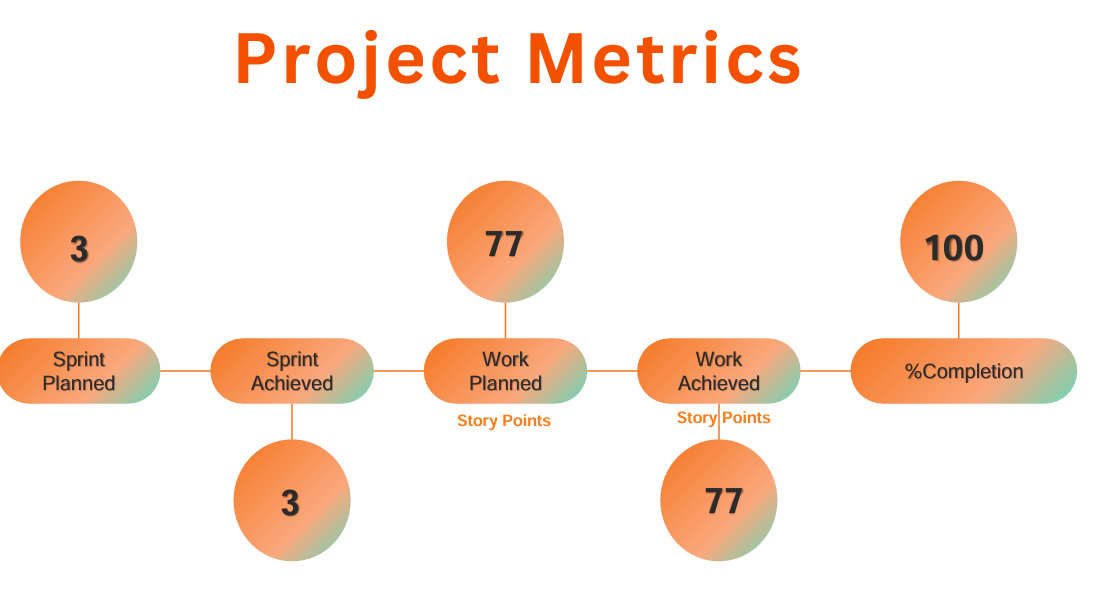 Project Metrics
3
77
100
Sprint
Planned
Sprint
Achieved
Work
Planned
Work
Achieved
%Completion
Story Points
Story Points
3
77